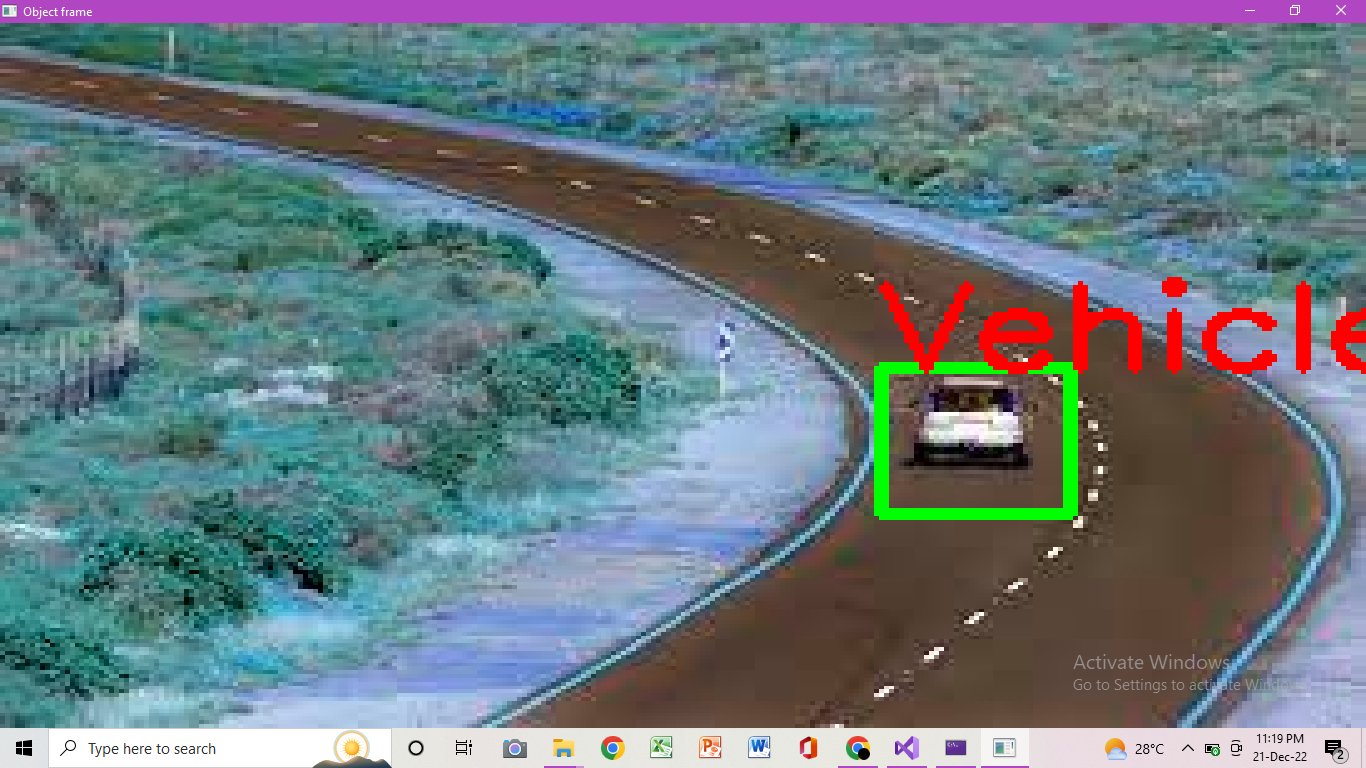 Object frame
Vehicle
Activate Windows
Go to Settings to activate Windows.
Type here to search
28°C
11:19 PM
21-Dec-22
2